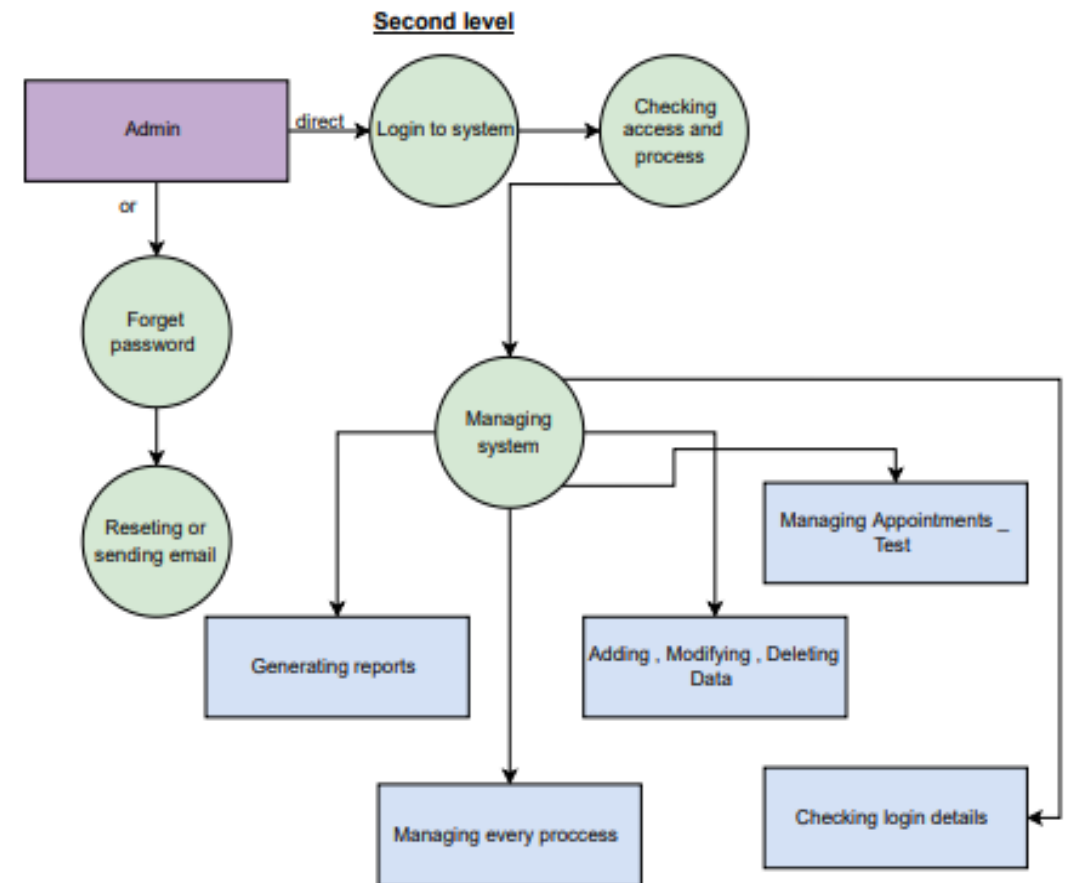 Second level
Admin
direct
Login to system
Checking
access and
process
or
Forget
password
Managing
system
Reseting or
sending email
Managing Appointments _
Test
Generating reports
Adding , Modifying , Deleting
Data
Managing every proccess
Checking login details